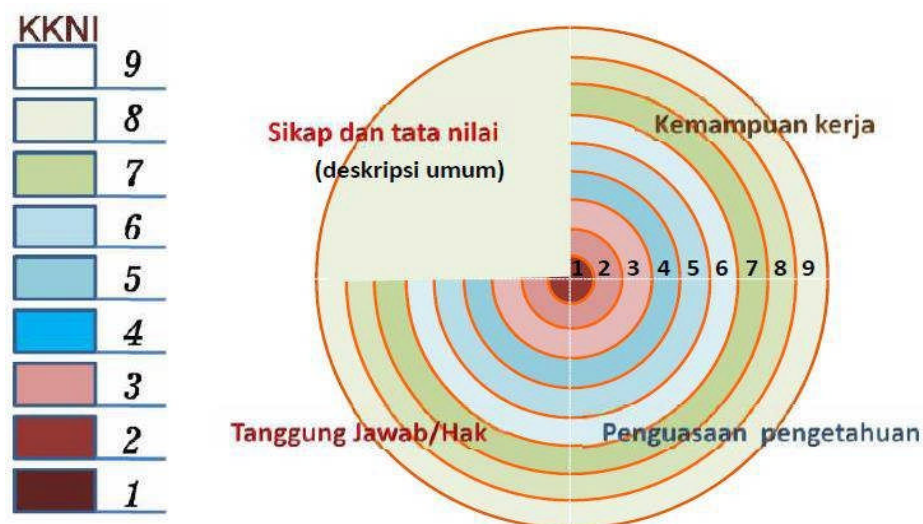 KKNI
9
8
7
6
5
4
3
2
1
Sikap dan tata nilai
(deskripsi umum)
Kemampuan kerja
1 2 3 4 5 6 7 8 9
Tanggung Jawab/Hak
Penguasaan pengetahuan